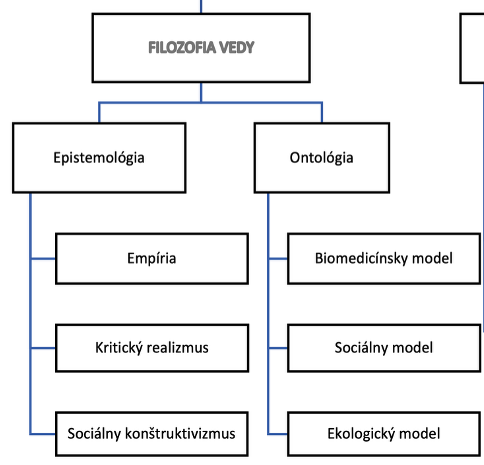 FILOZOFIA VEDY
Epistemológia
Ontológia
Empíria
Biomedicínsky model
Kritický realizmus
Sociálny model
Sociálny konštruktivizmus
Ekologický model